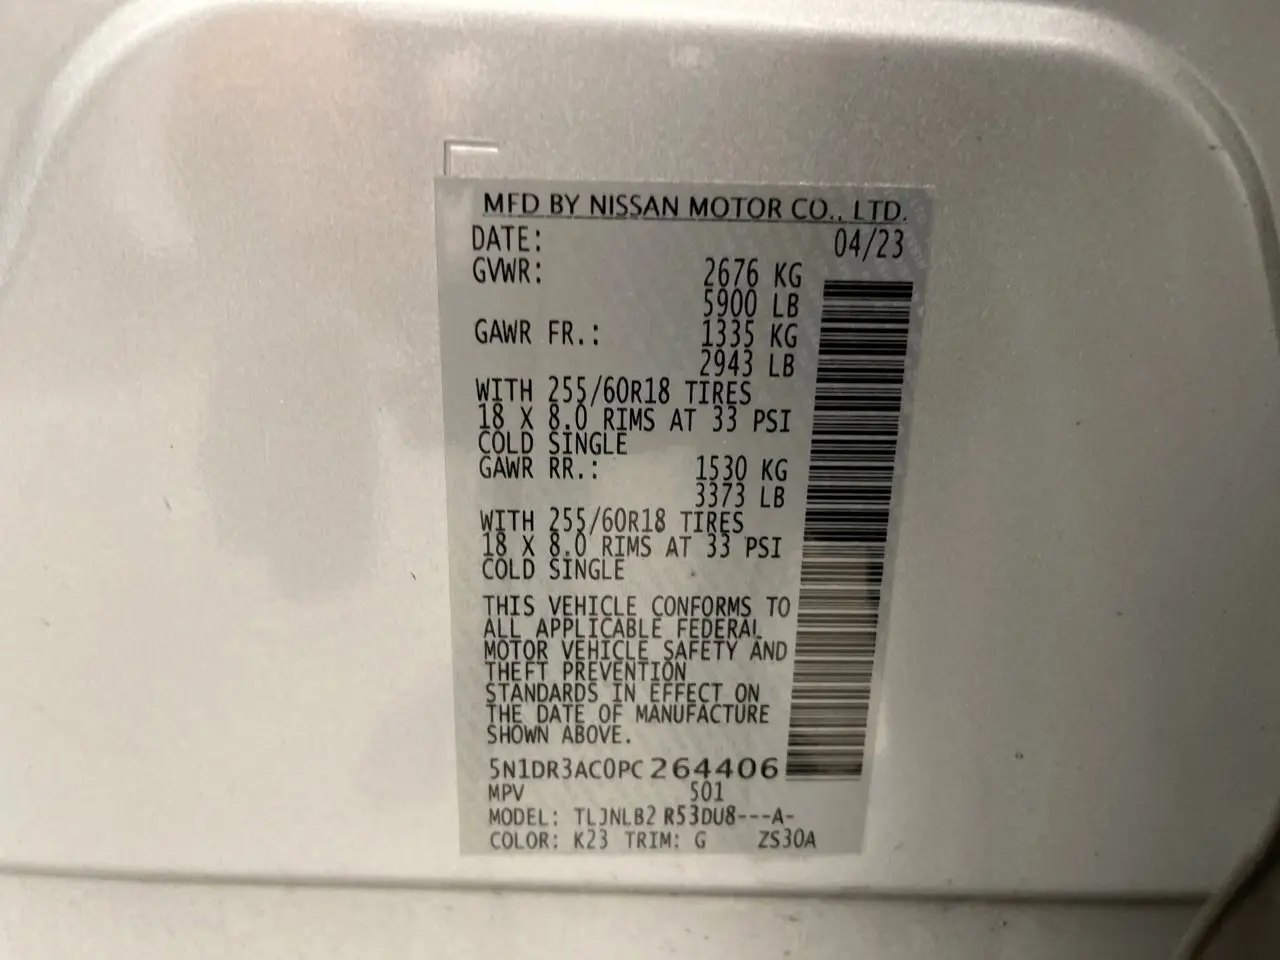 MFD BY NISSAN MOTOR CO., LTD.
DATE: 04/23
GVWR: 2676 KG
5900 LB
GAWR FR.: 1335 KG
2943 LB
WITH 255/60R18 TIRES
18 X 8.0 RIMS AT 33 PSI
COLD SINGLE
GAWR RR.: 1530 KG
3373 LB
WITH 255/60R18 TIRES
18 X 8.0 RIMS AT 33 PSI
COLD SINGLE
THIS VEHICLE CONFORMS TO
ALL APPLICABLE FEDERAL
MOTOR VEHICLE SAFETY AND
THEFT PREVENTION
STANDARDS IN EFFECT ON
THE DATE OF MANUFACTURE
SHOWN ABOVE.
5N1DR3AC0PC264406
MPV 501
MODEL: TLJNLB2 R53DU8---A-
COLOR: K23 TRIM: G ZS30A